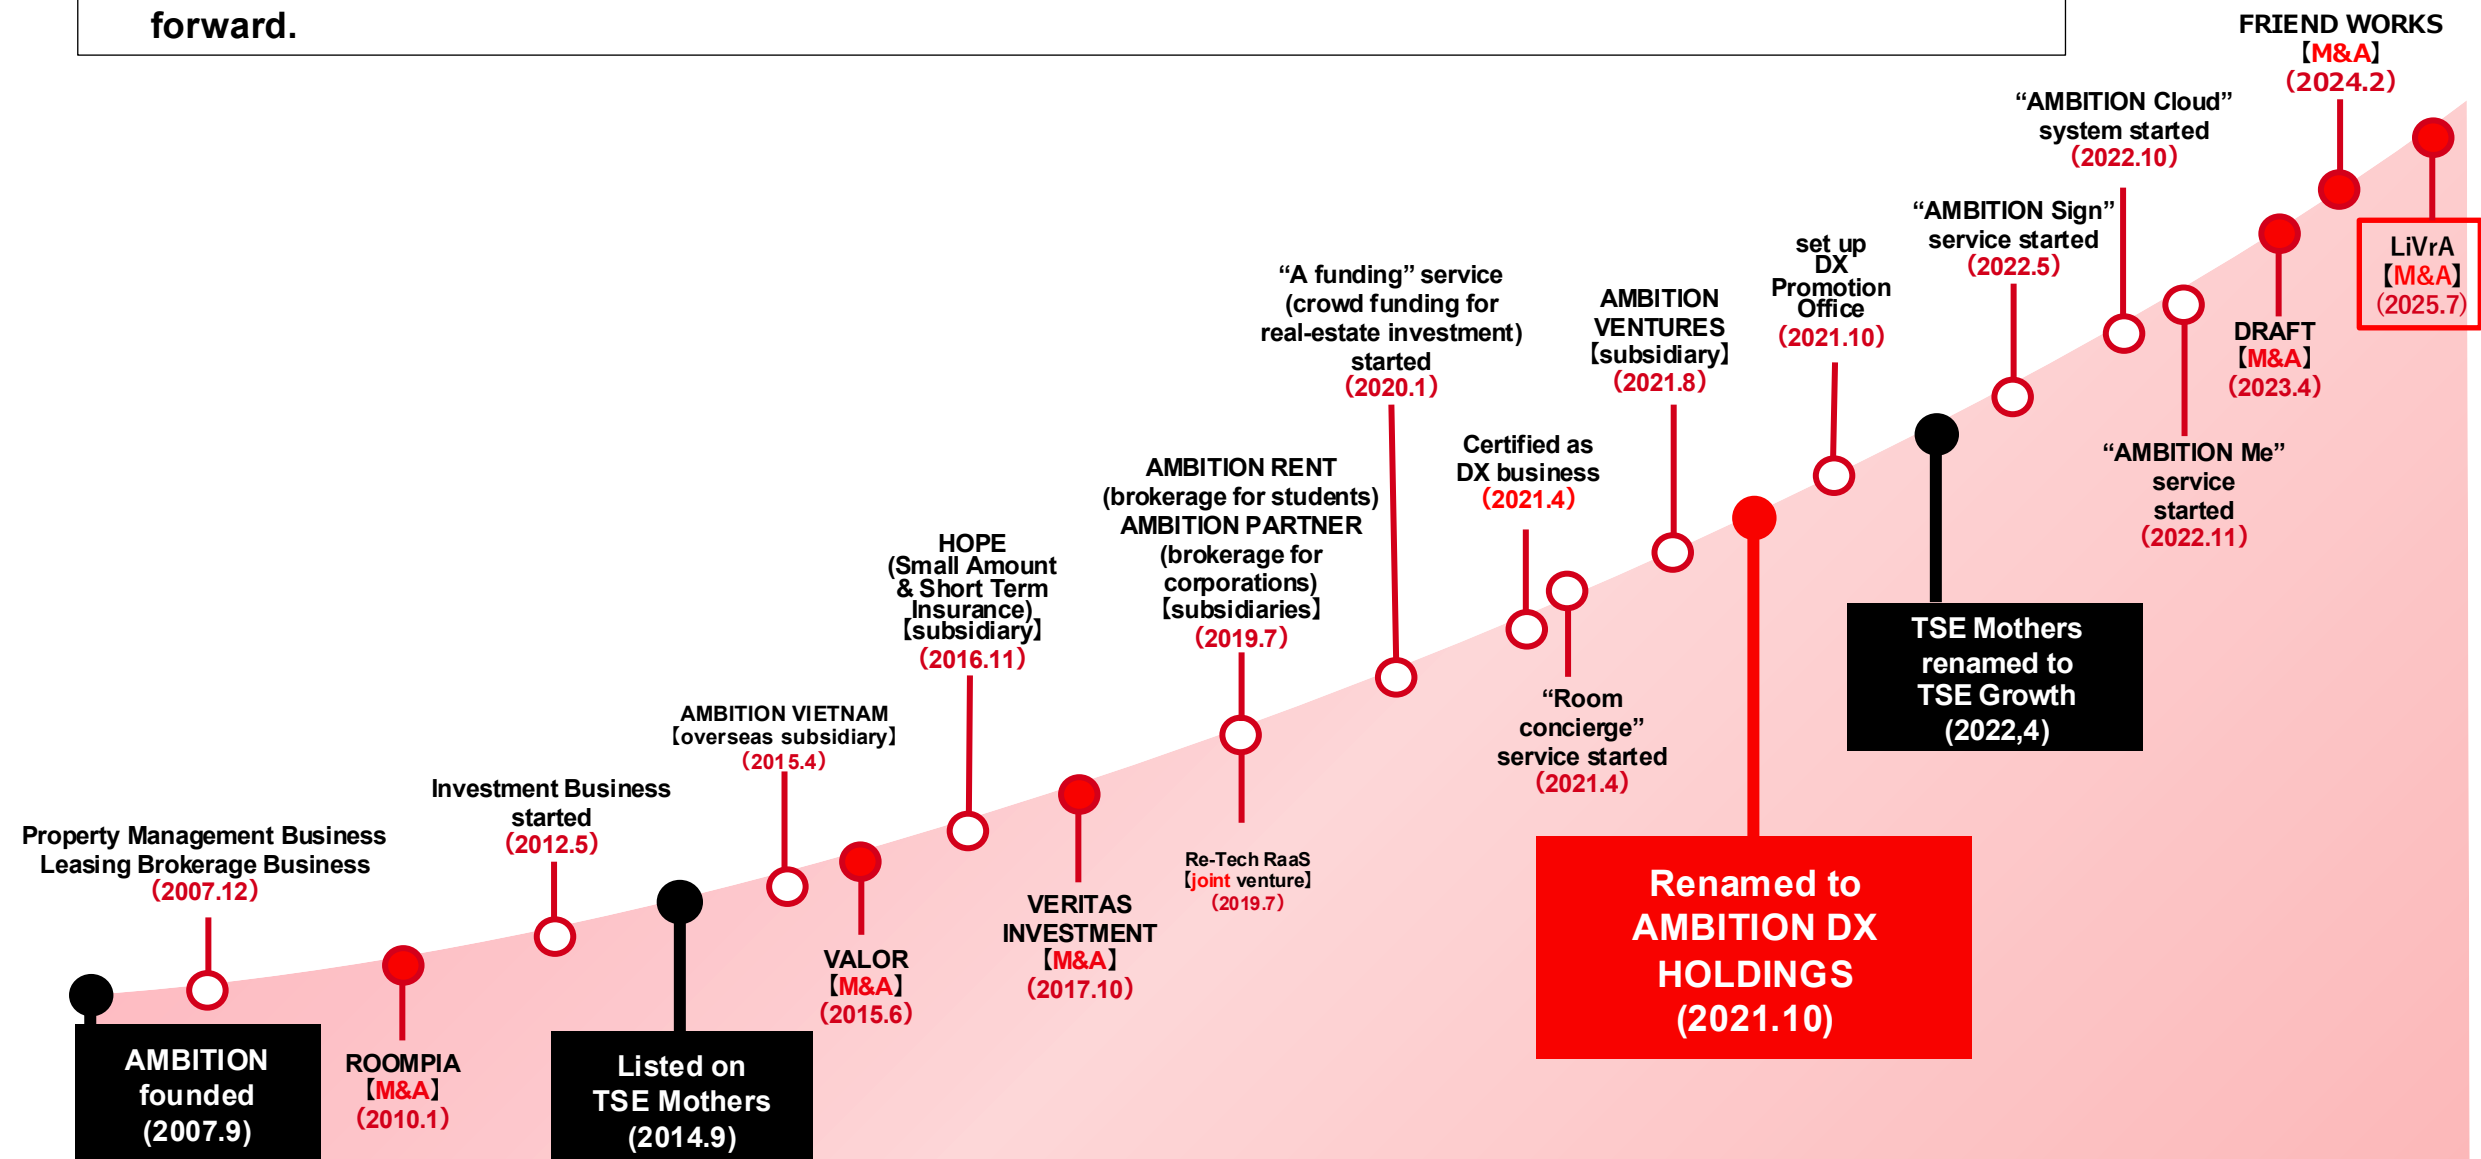 forward.
Property Management Business
Leasing Brokerage Business
(2007.12)
AMBITION
founded
(2007.9)
ROOMPIA
【M&A】
(2010.1)
Investment Business
started
(2012.5)
Listed on
TSE Mothers
(2014.9)
AMBITION VIETNAM
【overseas subsidiary】
(2015.4)
VALOR
【M&A】
(2015.6)
HOPE
(Small Amount
& Short Term
Insurance)
【subsidiary】
(2016.11)
VERITAS
INVESTMENT
【M&A】
(2017.10)
AMBITION RENT
(brokerage for students)
AMBITION PARTNER
(brokerage for
corporations)
【subsidiaries】
(2019.7)
Re-Tech RaaS
【joint venture】
(2019.7)
“A funding” service
(crowd funding for
real-estate investment)
started
(2020.1)
Certified as
DX business
(2021.4)
“Room
concierge”
service started
(2021.4)
AMBITION
VENTURES
【subsidiary】
(2021.8)
Renamed to
AMBITION DX
HOLDINGS
(2021.10)
set up
DX
Promotion
Office
(2021.10)
TSE Mothers
renamed to
TSE Growth
(2022,4)
“AMBITION Sign”
service started
(2022.5)
“AMBITION Cloud”
system started
(2022.10)
“AMBITION Me”
service
started
(2022.11)
DRAFT
【M&A】
(2023.4)
FRIEND WORKS
【M&A】
(2024.2)
LiVrA
【M&A】
(2025.7)